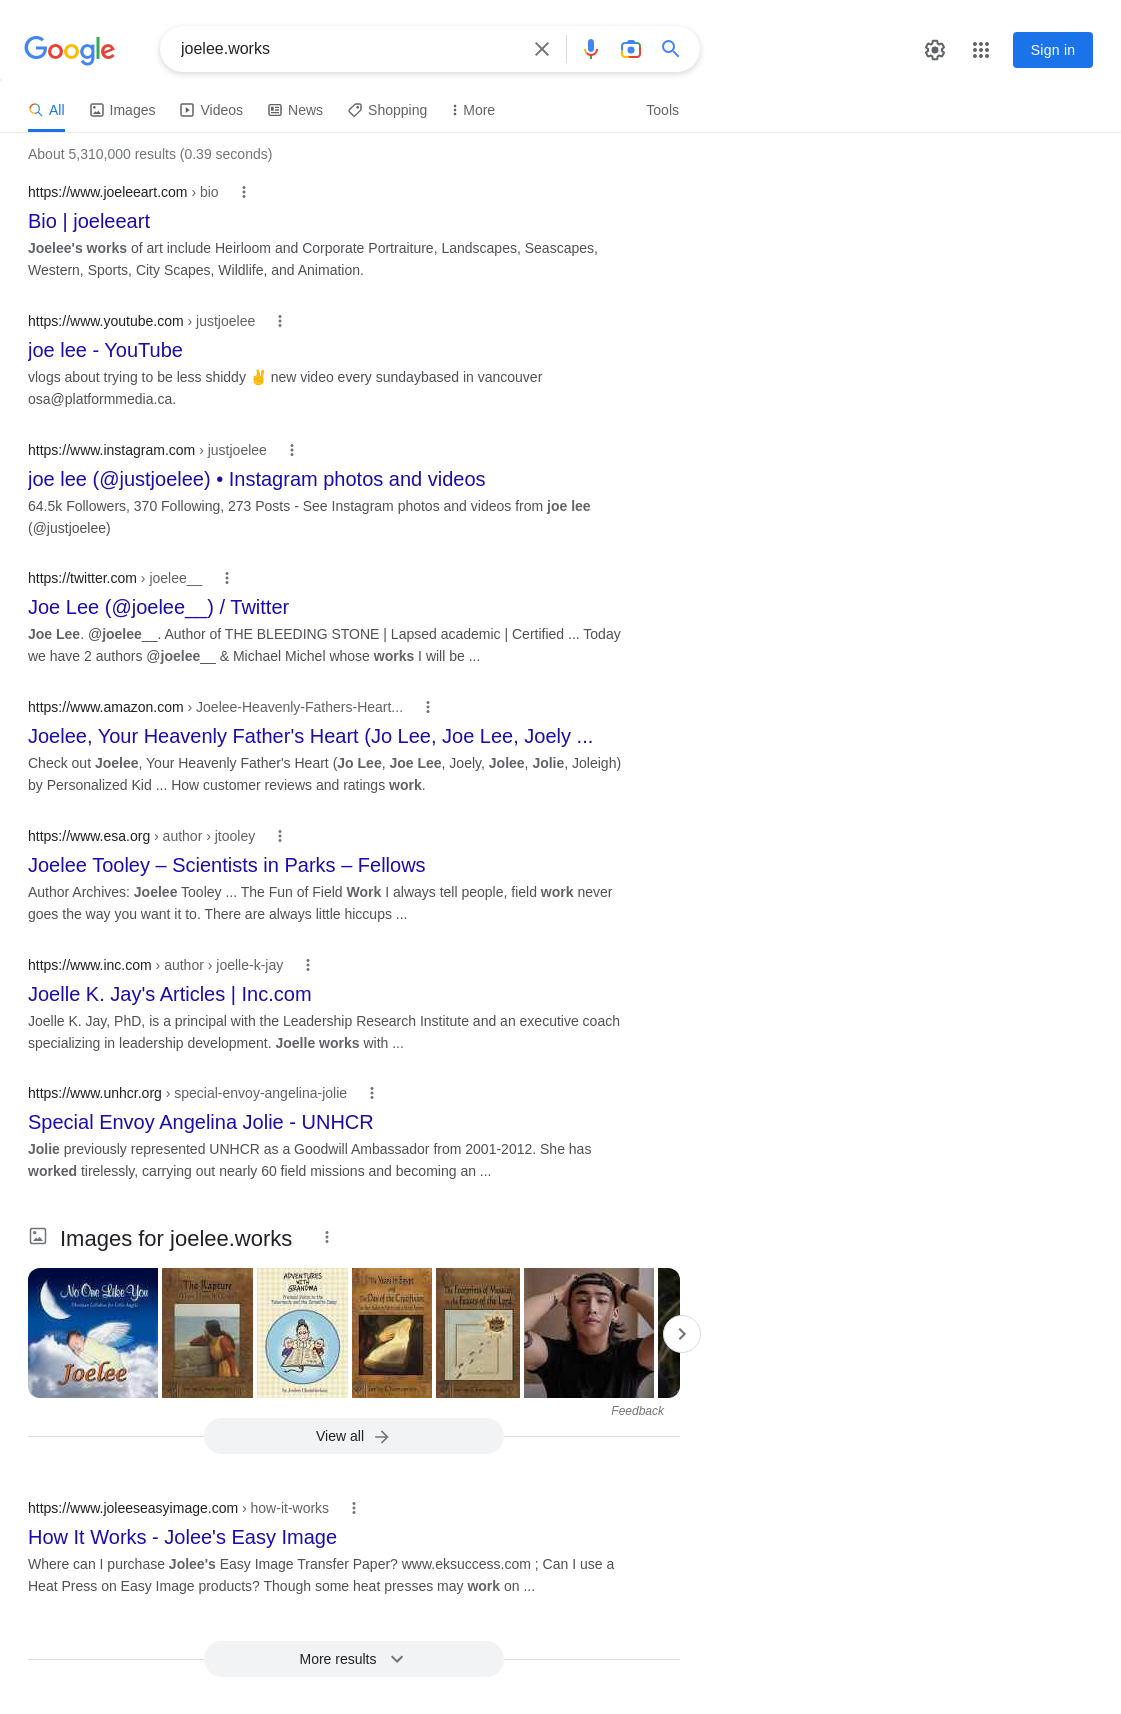 Google
joelee.works
Sign in
All
Images
Videos
News
Shopping
More
Tools
About 5,310,000 results (0.39 seconds)
https://www.joeleeart.com › bio
Bio | joeleeart
Joelee's works of art include Heirloom and Corporate Portraiture, Landscapes, Seascapes,
Western, Sports, City Scapes, Wildlife, and Animation.
https://www.youtube.com › justjoelee
joe lee - YouTube
vlogs about trying to be less shiddy ✌ new video every sundaybased in vancouver
osa@platformmedia.ca.
https://www.instagram.com › justjoelee
joe lee (@justjoelee) • Instagram photos and videos
64.5k Followers, 370 Following, 273 Posts - See Instagram photos and videos from joe lee
(@justjoelee)
https://twitter.com › joelee__
Joe Lee (@joelee__) / Twitter
Joe Lee. @joelee__. Author of THE BLEEDING STONE | Lapsed academic | Certified ... Today
we have 2 authors @joelee__ & Michael Michel whose works I will be ...
https://www.amazon.com › Joelee-Heavenly-Fathers-Heart...
Joelee, Your Heavenly Father's Heart (Jo Lee, Joe Lee, Joely ...
Check out Joelee, Your Heavenly Father's Heart (Jo Lee, Joe Lee, Joely, Jolee, Jolie, Joleigh)
by Personalized Kid ... How customer reviews and ratings work.
https://www.esa.org › author › jtooley
Joelee Tooley – Scientists in Parks – Fellows
Author Archives: Joelee Tooley ... The Fun of Field Work I always tell people, field work never
goes the way you want it to. There are always little hiccups ...
https://www.inc.com › author › joelle-k-jay
Joelle K. Jay's Articles | Inc.com
Joelle K. Jay, PhD, is a principal with the Leadership Research Institute and an executive coach
specializing in leadership development. Joelle works with ...
https://www.unhcr.org › special-envoy-angelina-jolie
Special Envoy Angelina Jolie - UNHCR
Jolie previously represented UNHCR as a Goodwill Ambassador from 2001-2012. She has
worked tirelessly, carrying out nearly 60 field missions and becoming an ...
Images for joelee.works
No One Like You
Joelee
The Rapture
ADVENTURES
WITH
GRANDMA
Feedback
View all
https://www.joleeseasyimage.com › how-it-works
How It Works - Jolee's Easy Image
Where can I purchase Jolee's Easy Image Transfer Paper? www.eksuccess.com ; Can I use a
Heat Press on Easy Image products? Though some heat presses may work on ...
More results